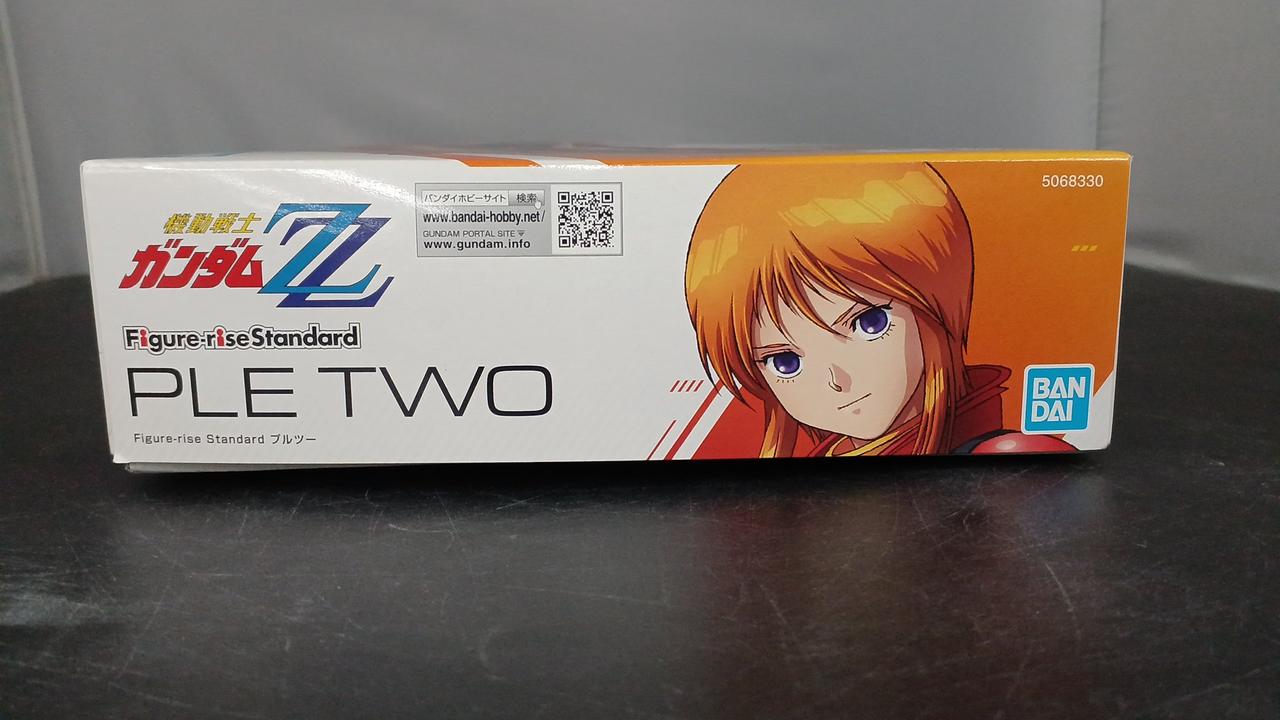 機動戦士
ガンダムZZ
Figure-riseStandard
PLE TWO
Figure-rise Standard プルツー
バンダイホビーサイト 検索
www.bandai-hobby.net/
GUNDAM PORTAL SITE
www.gundam.info
5068330
BAN
DAI